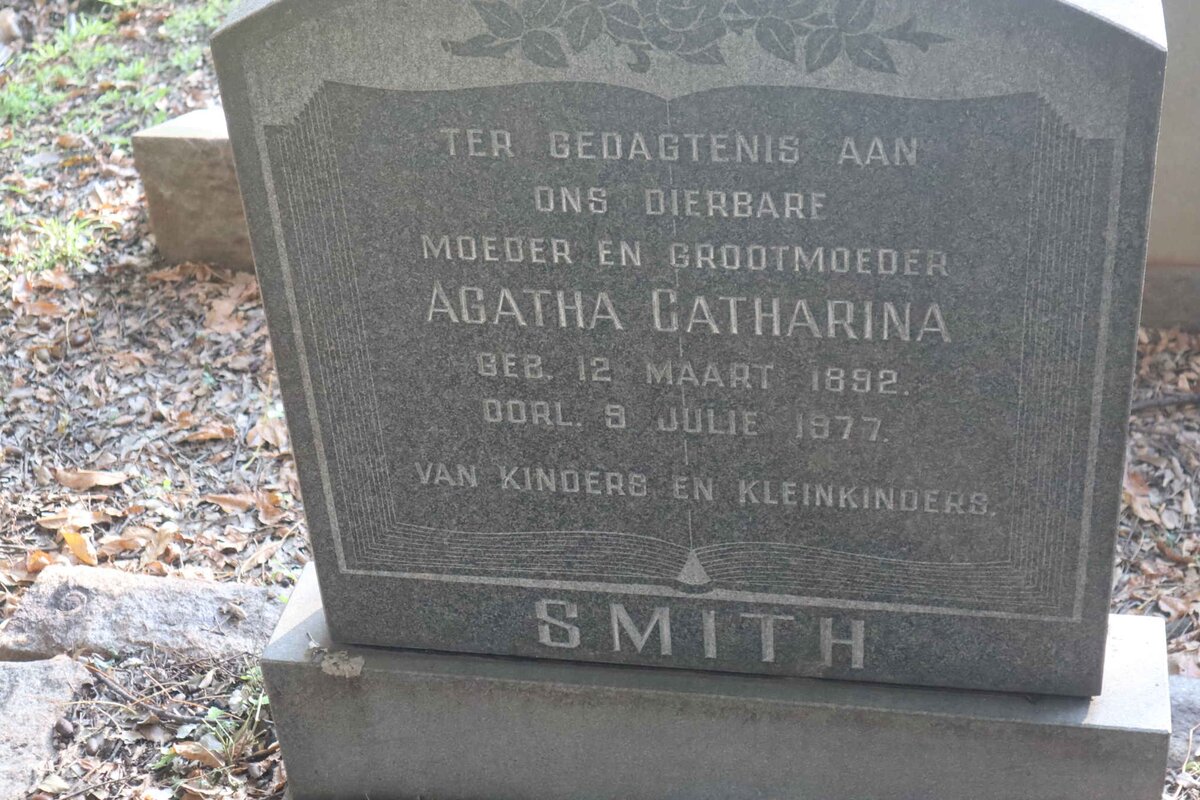 TER GEDAGTENIS AAN
ONS DIERBARE
MOEDER EN GROOTMOEDER
AGATHA CATHARINA
GEB. 12 MAART 1892.
OORL. 9 JULIE 1977.
VAN KINDERS EN KLEINKINDERS.
SMITH